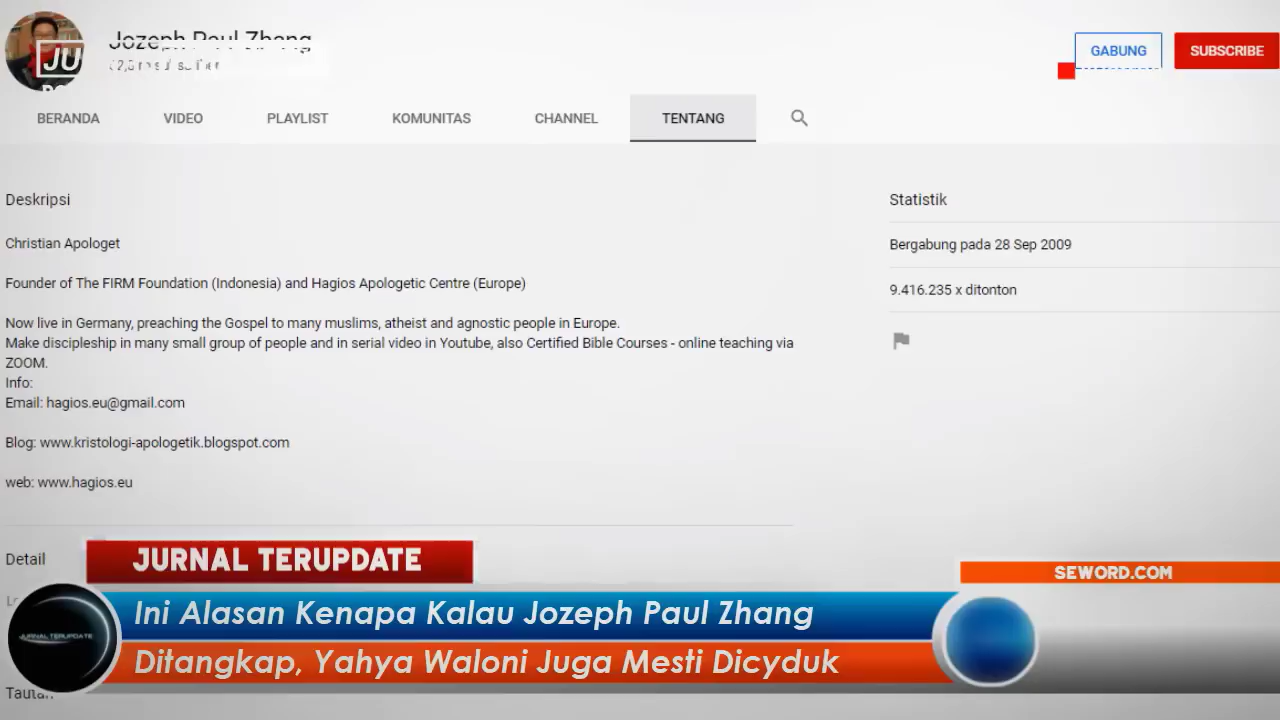 Jozeph Paul Zhang
GABUNG
SUBSCRIBE
JU
BERANDA
VIDEO
PLAYLIST
KOMUNITAS
CHANNEL
TENTANG
Deskripsi
Christian Apologet
Founder of The FIRM Foundation (Indonesia) and Hagios Apologetic Centre (Europe)
Now live in Germany, preaching the Gospel to many muslims, atheist and agnostic people in Europe.
Make discipleship in many small group of people and in serial video in Youtube, also Certified Bible Courses - online teaching via
ZOOM.
Info:
Email: hagios.eu@gmail.com
Blog: www.kristologi-apologetik.blogspot.com
web: www.hagios.eu
Statistik
Bergabung pada 28 Sep 2009
9.416.235 x ditonton
Detail
JURNAL TERUPDATE
SEWORD.COM
Ini Alasan Kenapa Kalau Jozeph Paul Zhang
JURNAL TERUPDATE
Ditangkap, Yahya Waloni Juga Mesti Dicyduk
Tautan